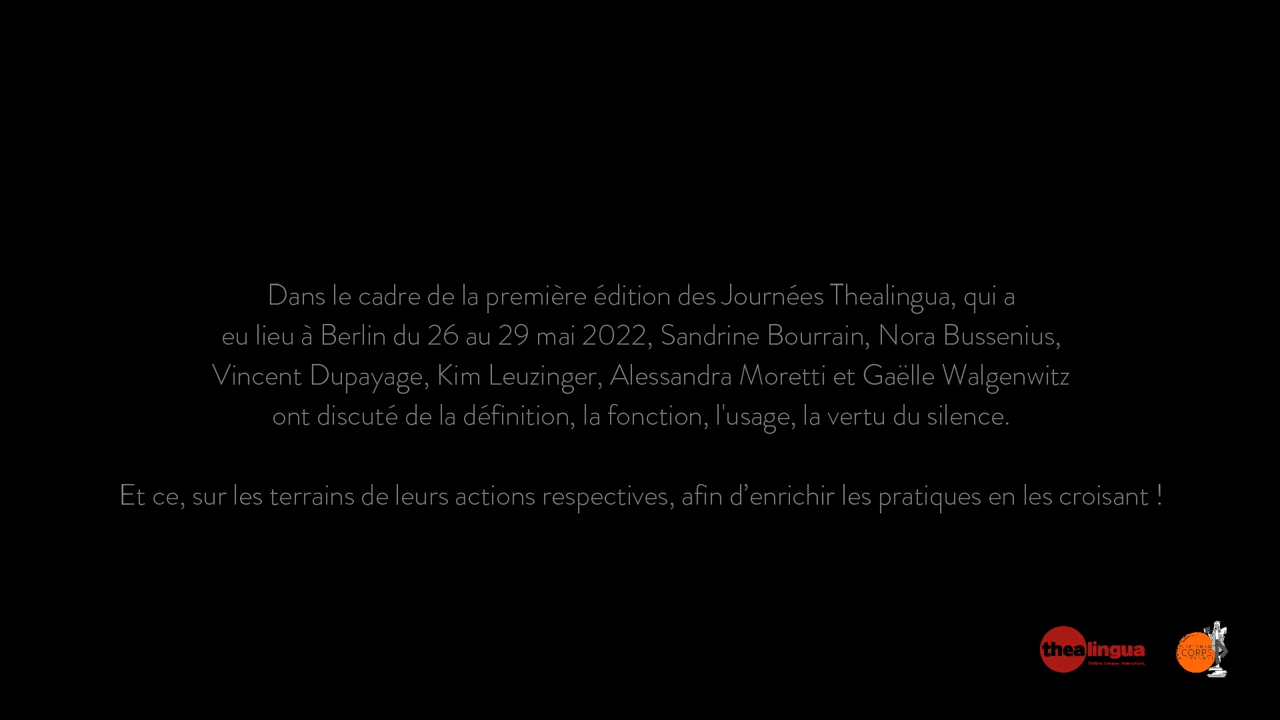 Dans le cadre de la première édition des Journées Thealingua, qui a
eu lieu à Berlin du 26 au 29 mai 2022, Sandrine Bourrain, Nora Bussenius,
Vincent Dupayage, Kim Leuzinger, Alessandra Moretti et Gaëlle Walgenwitz
ont discuté de la définition, la fonction, l'usage, la vertu du silence.
Et ce, sur les terrains de leurs actions respectives, afin d’enrichir les pratiques en les croisant !
thealingua
CORPS